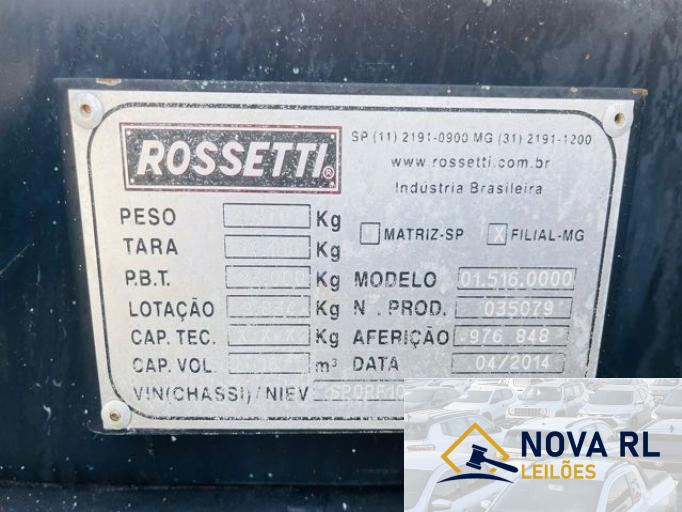 ROSSETTI®
SP (11) 2191-0900 MG (31) 2191-1200
www.rossetti.com.br
Indústria Brasileira
PESO Kg
TARA Kg
MATRIZ-SP X FILIAL-MG
P.B.T. Kg
MODELO 01.516.0000
LOTAÇÃO Kg
N°. PROD. 035079
CAP. TEC. X X X Kg
AFERIÇÃO -976 848
CAP. VOL. m³
DATA 04/2014
VIN(CHASSI)/NIEV
NOVA RL
LEILÕES